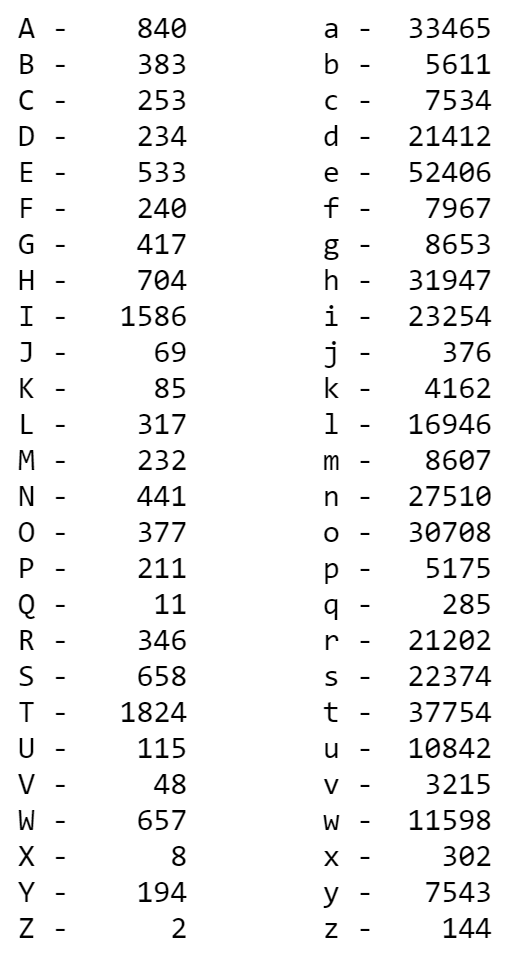 A - 840 a - 33465
B - 383 b - 5611
C - 253 c - 7534
D - 234 d - 21412
E - 533 e - 52406
F - 240 f - 7967
G - 417 g - 8653
H - 704 h - 31947
I - 1586 i - 23254
J - 69 j - 376
K - 85 k - 4162
L - 317 l - 16946
M - 232 m - 8607
N - 441 n - 27510
O - 377 o - 30708
P - 211 p - 5175
Q - 11 q - 285
R - 346 r - 21202
S - 658 s - 22374
T - 1824 t - 37754
U - 115 u - 10842
V - 48 v - 3215
W - 657 w - 11598
X - 8 x - 302
Y - 194 y - 7543
Z - 2 z - 144